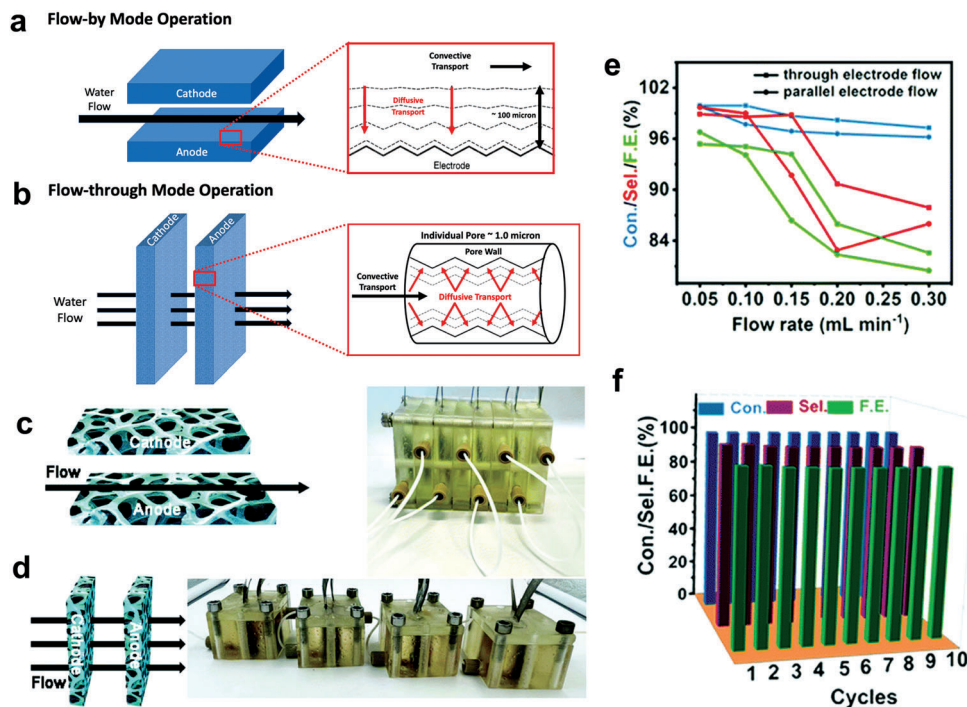 a
Flow-by Mode Operation
Water
Flow
Cathode
Anode
Convective
Transport
Diffusive
Transport
~ 100 micron
Electrode
b
Flow-through Mode Operation
Water
Flow
Cathode
Anode
Individual Pore ~ 1.0 micron
Pore Wall
Convective
Transport
Diffusive Transport
c
Cathode
Flow
Anode
d
Cathode
Anode
Flow
e
Con./Sel./F.E.(%)
102
96
90
84
through electrode flow
parallel electrode flow
0.05 0.10 0.15 0.20 0.30
Flow rate (mL min⁻¹)
f
Con. Sel. F.E.
Con./Sel.F.E.(%)
100
80
60
40
20
0
1 2 3 4 5 6 7 8 9 10
Cycles